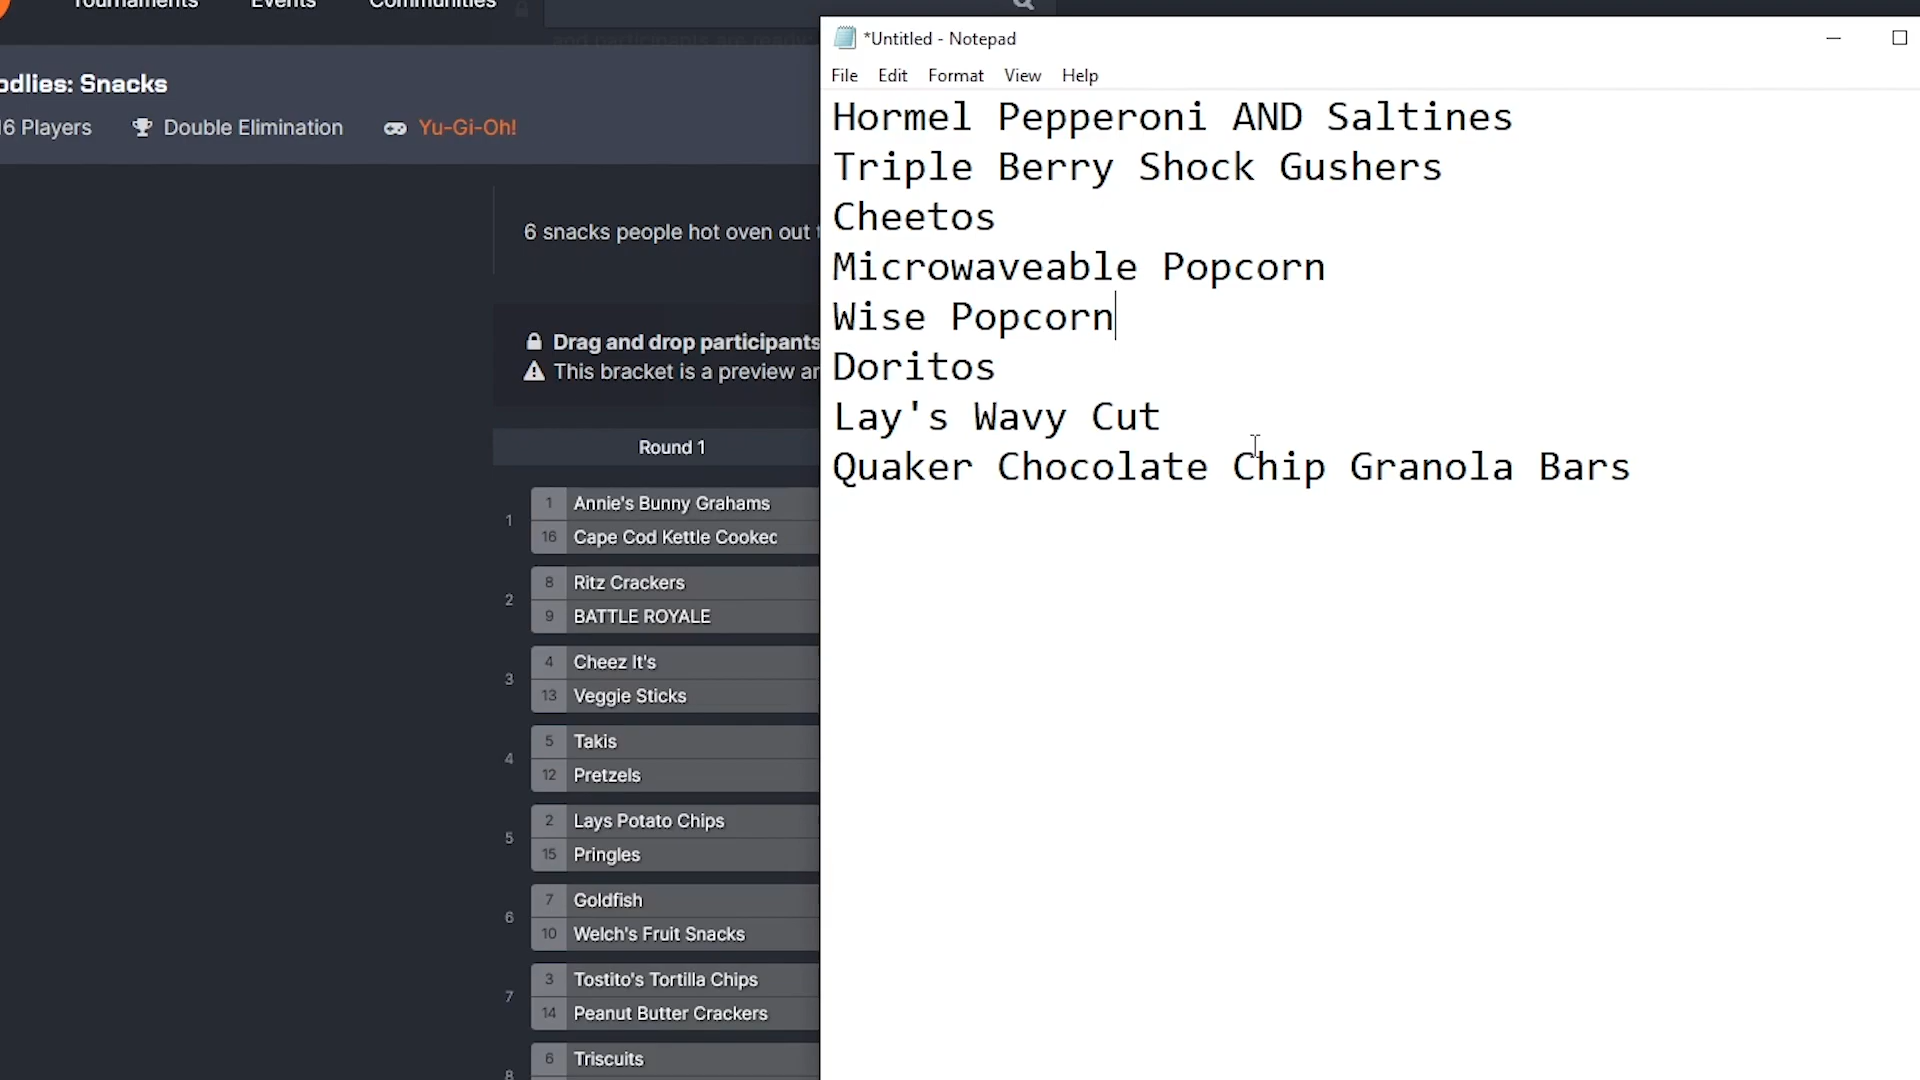 Tournaments Events Communities
*Untitled - Notepad
File Edit Format View Help
odlies: Snacks
16 Players Double Elimination Yu-Gi-Oh!
6 snacks people hot oven out
Drag and drop participants
This bracket is a preview
Round 1
1
1 Annie's Bunny Grahams
16 Cape Cod Kettle Cooked
2
8 Ritz Crackers
9 BATTLE ROYALE
3
4 Cheez It's
13 Veggie Sticks
4
5 Takis
12 Pretzels
5
2 Lays Potato Chips
15 Pringles
6
7 Goldfish
10 Welch's Fruit Snacks
7
3 Tostito's Tortilla Chips
14 Peanut Butter Crackers
8
6 Triscuits
Hormel Pepperoni AND Saltines
Triple Berry Shock Gushers
Cheetos
Microwaveable Popcorn
Wise Popcorn
Doritos
Lay's Wavy Cut
Quaker Chocolate Chip Granola Bars